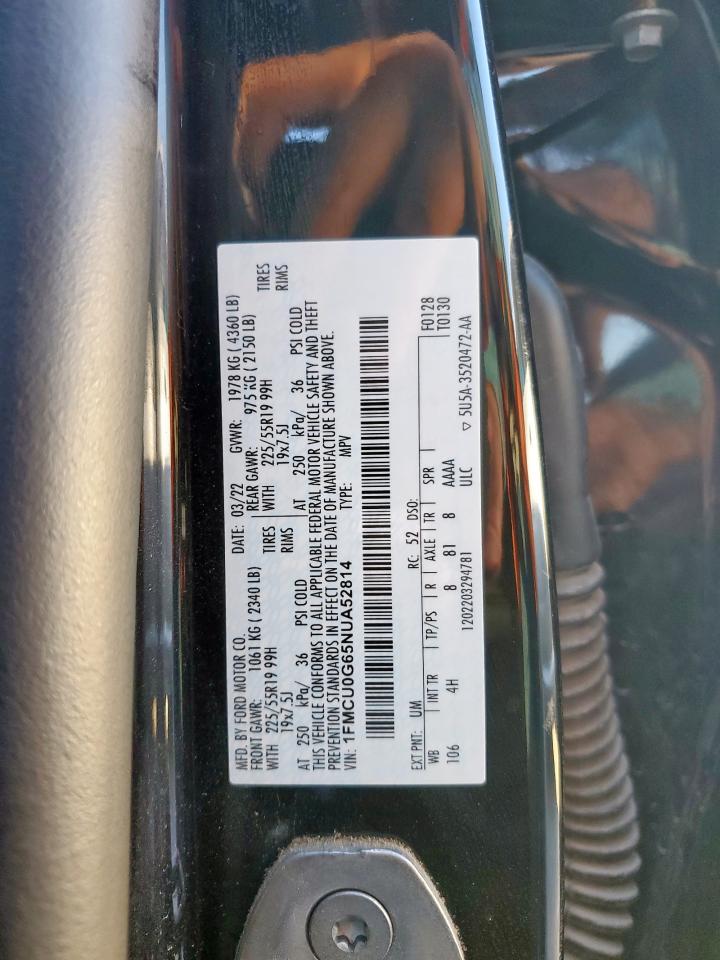 MFD. BY FORD MOTOR CO. DATE: 03/22 GVWR: 1978 KG ( 4360 LB)
FRONT GAWR: 1061 KG ( 2340 LB) REAR GAWR: 975 KG ( 2150 LB)
WITH 225/55R19 99H TIRES WITH 225/55R19 99H TIRES
19x7.5J RIMS 19x7.5J RIMS
AT 250 kPa/ 36 PSI COLD AT 250 kPa/ 36 PSI COLD
THIS VEHICLE CONFORMS TO ALL APPLICABLE FEDERAL MOTOR VEHICLE SAFETY AND THEFT
PREVENTION STANDARDS IN EFFECT ON THE DATE OF MANUFACTURE SHOWN ABOVE.
VIN: 1FMCU0G65NUA52814 TYPE: MPV
EXT PNT: UM RC: 52 DSO: F0128
WB INT TR TP/PS R AXLE TR SPR T0130
106 4H 8 81 8 AAAA
1202203294781 ULC ▽ 5U5A-3520472-AA